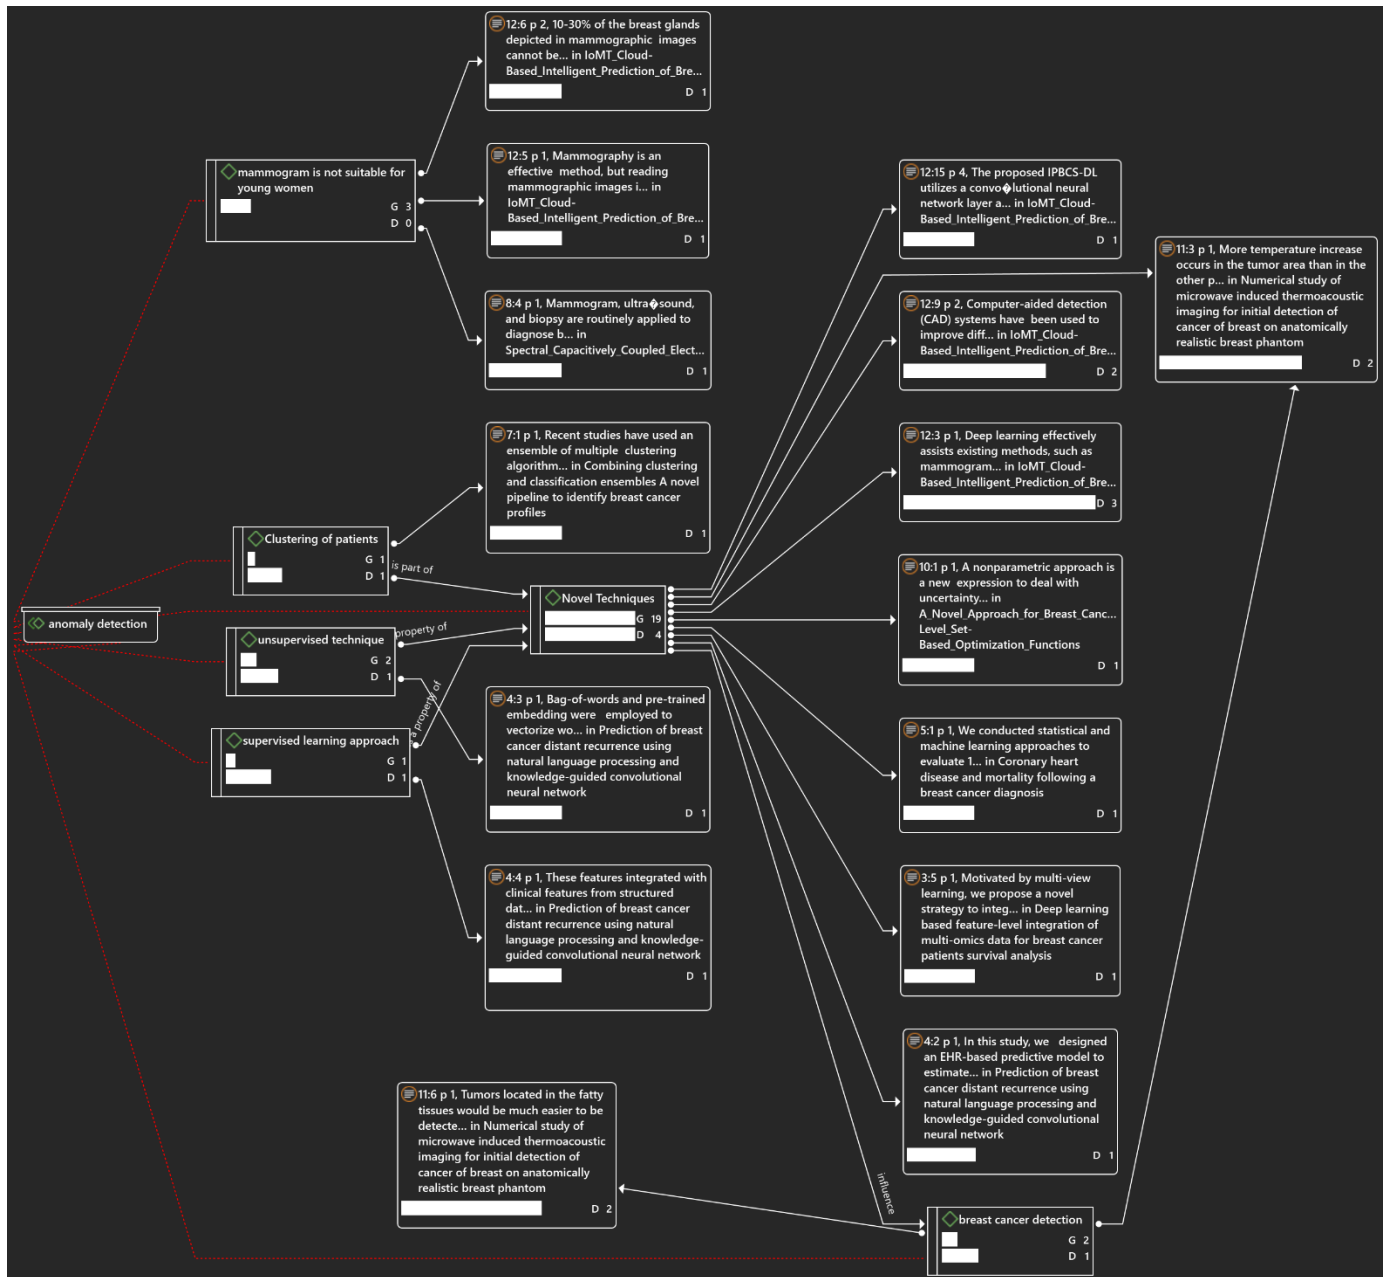 12:6 p 2, 10-30% of the breast glands
depicted in mammographic images
cannot be... in IoMT_Cloud-
Based_Intelligent_Prediction_of_Bre...
D 1
mammogram is not suitable for
young women
G 3
D 0
12:5 p 1, Mammography is an
effective method, but reading
mammographic images i... in
IoMT_Cloud-
Based_Intelligent_Prediction_of_Bre...
D 1
8:4 p 1, Mammogram, ultra�sound,
and biopsy are routinely applied to
diagnose b... in
Spectral_Capacitively_Coupled_Elect...
D 1
12:15 p 4, The proposed IPBCS-DL
utilizes a convo�lutional neural
network layer a... in IoMT_Cloud-
Based_Intelligent_Prediction_of_Bre...
D 1
11:3 p 1, More temperature increase
occurs in the tumor area than in the
other p... in Numerical study of
microwave induced thermoacoustic
imaging for initial detection of
cancer of breast on anatomically
realistic breast phantom
D 2
12:9 p 2, Computer-aided detection
(CAD) systems have been used to
improve diff... in IoMT_Cloud-
Based_Intelligent_Prediction_of_Bre...
D 2
7:1 p 1, Recent studies have used an
ensemble of multiple clustering
algorithm... in Combining clustering
and classification ensembles A novel
pipeline to identify breast cancer
profiles
D 1
12:3 p 1, Deep learning effectively
assists existing methods, such as
mammogram... in IoMT_Cloud-
Based_Intelligent_Prediction_of_Bre...
D 3
Clustering of patients
G 1
D 1
is part of
anomaly detection
Novel Techniques
G 19
D 4
10:1 p 1, A nonparametric approach is
a new expression to deal with
uncertainty... in
A_Novel_Approach_for_Breast_Canc...
Level_Set-
Based_Optimization_Functions
D 1
unsupervised technique
G 2
D 1
property of
supervised learning approach
G 1
D 1
a property of
4:3 p 1, Bag-of-words and pre-trained
embedding were employed to
vectorize wo... in Prediction of breast
cancer distant recurrence using
natural language processing and
knowledge-guided convolutional
neural network
D 1
5:1 p 1, We conducted statistical and
machine learning approaches to
evaluate 1... in Coronary heart
disease and mortality following a
breast cancer diagnosis
D 1
4:4 p 1, These features integrated with
clinical features from structured
dat... in Prediction of breast cancer
distant recurrence using natural
language processing and knowledge-
guided convolutional neural network
D 1
3:5 p 1, Motivated by multi-view
learning, we propose a novel
strategy to integ... in Deep learning
based feature-level integration of
multi-omics data for breast cancer
patients survival analysis
D 1
4:2 p 1, In this study, we designed
an EHR-based predictive model to
estimate... in Prediction of breast
cancer distant recurrence using
natural language processing and
knowledge-guided convolutional
neural network
D 1
11:6 p 1, Tumors located in the fatty
tissues would be much easier to be
detecte... in Numerical study of
microwave induced thermoacoustic
imaging for initial detection of
cancer of breast on anatomically
realistic breast phantom
D 2
influence
breast cancer detection
G 2
D 1